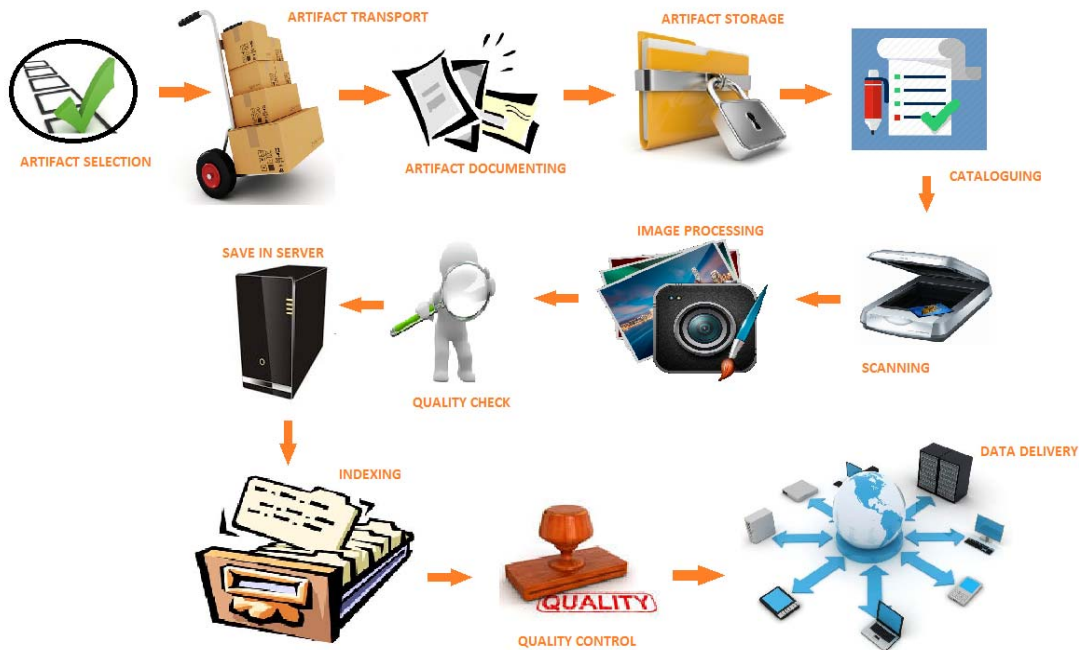 ARTIFACT TRANSPORT
ARTIFACT STORAGE
ARTIFACT SELECTION
ARTIFACT DOCUMENTING
CATALOGUING
IMAGE PROCESSING
SAVE IN SERVER
SCANNING
QUALITY CHECK
DATA DELIVERY
INDEXING
QUALITY
QUALITY CONTROL